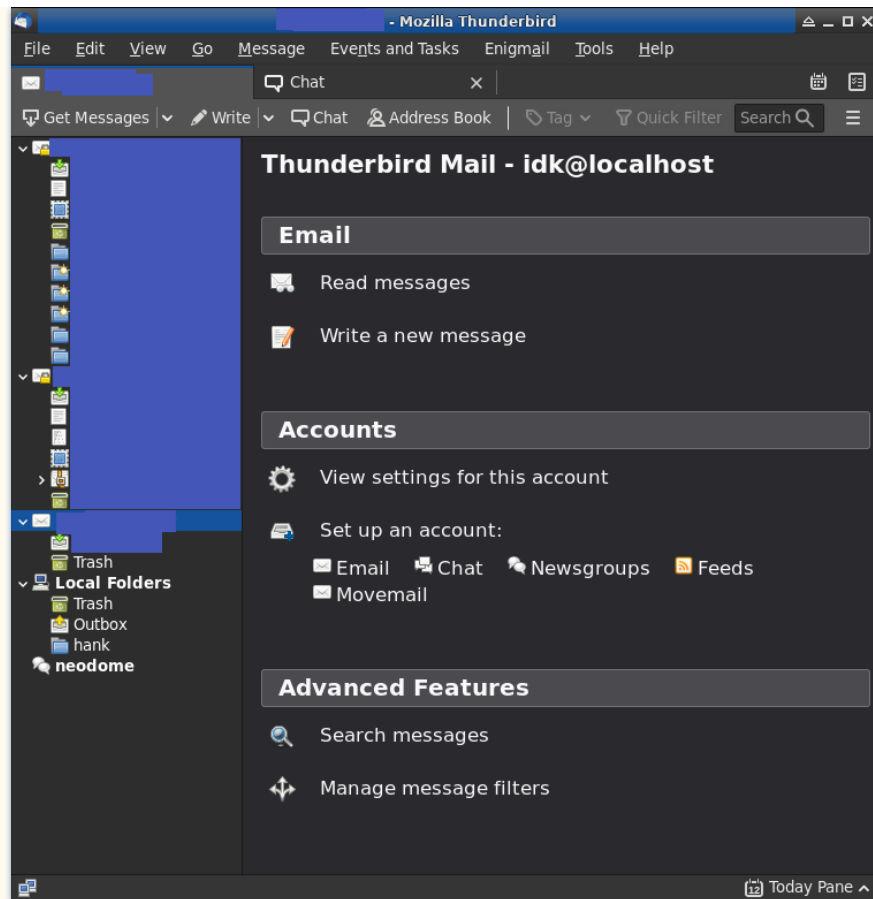 - Mozilla Thunderbird
File Edit View Go Message Events and Tasks Enigmail Tools Help
Chat
Get Messages Write Chat Address Book Tag Quick Filter Search
Thunderbird Mail - idk@localhost
Email
Read messages
Write a new message
Accounts
View settings for this account
Set up an account:
Email Chat Newsgroups Feeds
Movemail
Advanced Features
Search messages
Manage message filters
Trash
Local Folders
Trash
Outbox
hank
neodome
12 Today Pane